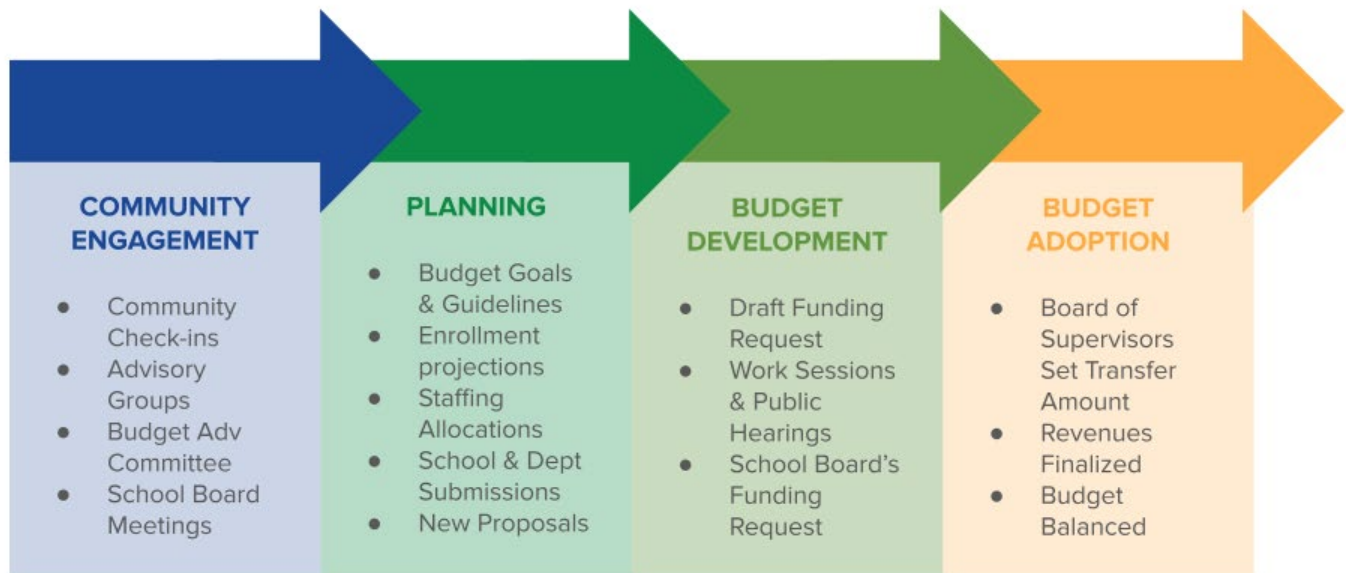 COMMUNITY
ENGAGEMENT
● Community
Check-ins
● Advisory
Groups
● Budget Adv
Committee
● School Board
Meetings
PLANNING
● Budget Goals
& Guidelines
● Enrollment
projections
● Staffing
Allocations
● School & Dept
Submissions
● New Proposals
BUDGET
DEVELOPMENT
● Draft Funding
Request
● Work Sessions
& Public
Hearings
● School Board’s
Funding
Request
BUDGET
ADOPTION
● Board of
Supervisors
Set Transfer
Amount
● Revenues
Finalized
● Budget
Balanced